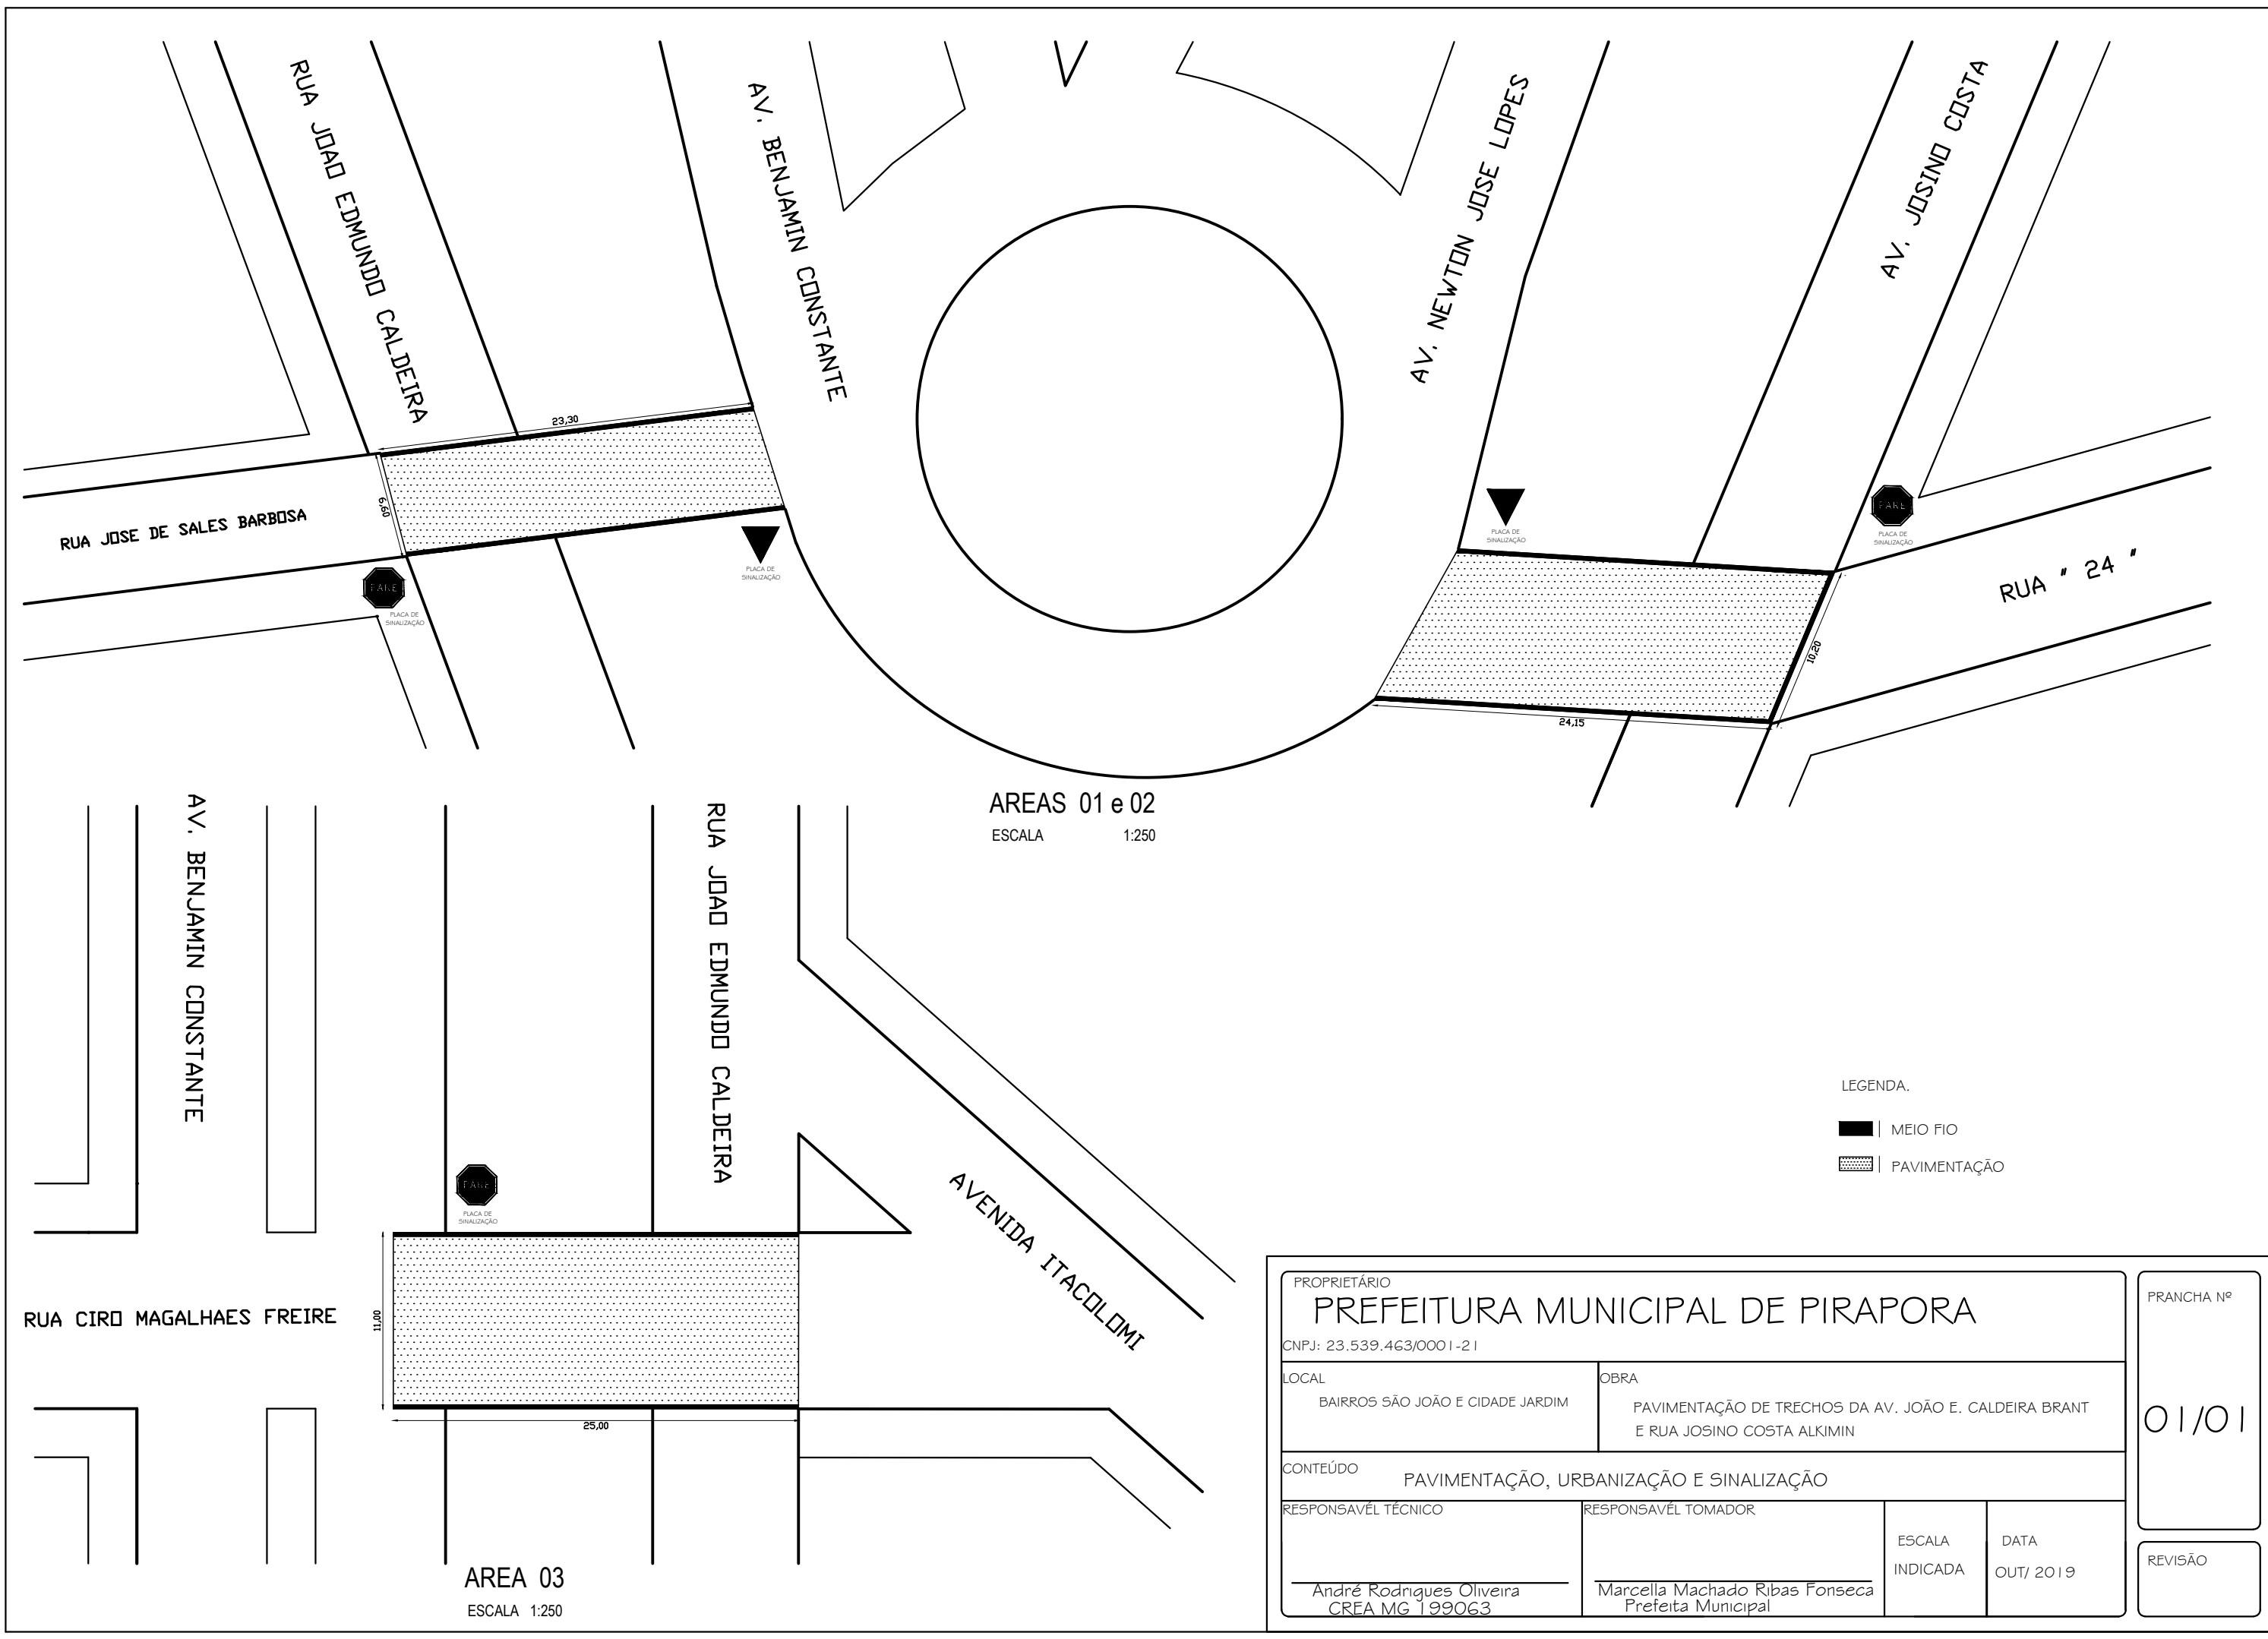 RUA JOAO EDMUNDO CALDEIRA
AV. BENJAMIN CONSTANTE
AV. NEWTON JOSE LOPES
AV. JOSINO COSTA
23,30
6,60
RUA JOSE DE SALES BARBOSA
PARE
PLACA DE
SINALIZAÇÃO
PLACA DE
SINALIZAÇÃO
PLACA DE
SINALIZAÇÃO
PARE
PLACA DE
SINALIZAÇÃO
RUA " 24 "
10,20
24,15
AREAS 01 e 02
ESCALA 1:250
AV. BENJAMIN CONSTANTE
RUA JOAO EDMUNDO CALDEIRA
PARE
PLACA DE
SINALIZAÇÃO
AVENIDA ITACOLOMI
RUA CIRO MAGALHAES FREIRE
11,00
25,00
AREA 03
ESCALA 1:250
LEGENDA.
MEIO FIO
PAVIMENTAÇÃO
PROPRIETÁRIO
PREFEITURA MUNICIPAL DE PIRAPORA
CNPJ: 23.539.463/0001-21
LOCAL
BAIRROS SÃO JOÃO E CIDADE JARDIM
OBRA
PAVIMENTAÇÃO DE TRECHOS DA AV. JOÃO E. CALDEIRA BRANT
E RUA JOSINO COSTA ALKIMIN
CONTEÚDO
PAVIMENTAÇÃO, URBANIZAÇÃO E SINALIZAÇÃO
RESPONSAVÉL TÉCNICO
André Rodrigues Oliveira
CREA MG 199063
RESPONSAVÉL TOMADOR
Marcella Machado Ribas Fonseca
Prefeita Municipal
ESCALA
INDICADA
DATA
OUT/ 2019
PRANCHA Nº
01/01
REVISÃO